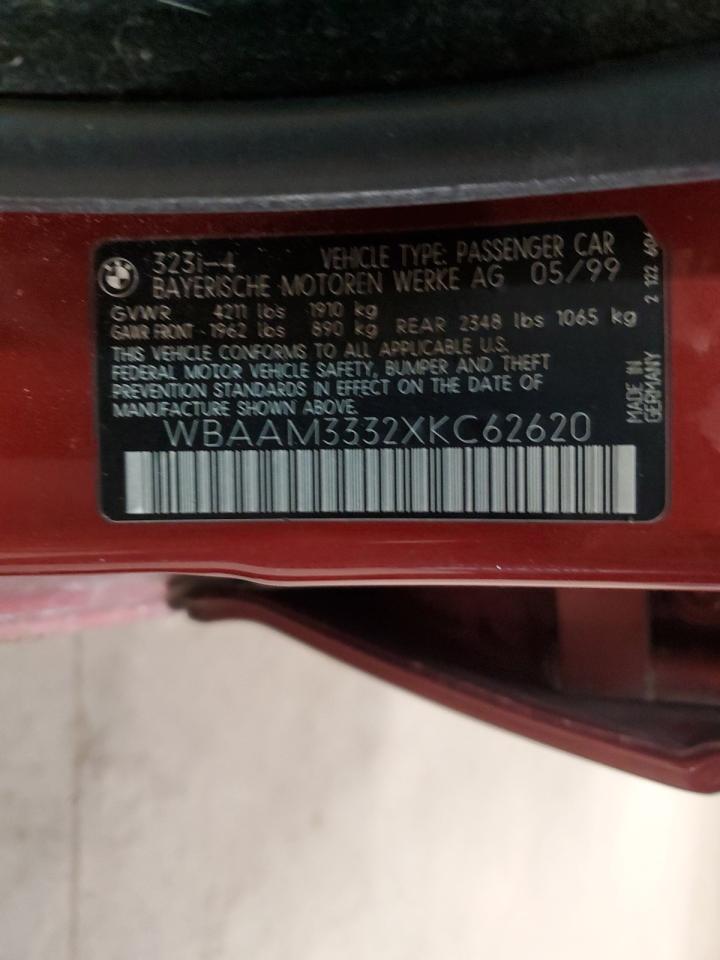 323i-4 VEHICLE TYPE: PASSENGER CAR
BAYERISCHE MOTOREN WERKE AG 05/99
GVWR 4211 lbs 1910 kg
GAWR FRONT 1962 lbs 890 kg REAR 2348 lbs 1065 kg
THIS VEHICLE CONFORMS TO ALL APPLICABLE U.S.
FEDERAL MOTOR VEHICLE SAFETY, BUMPER AND THEFT
PREVENTION STANDARDS IN EFFECT ON THE DATE OF
MANUFACTURE SHOWN ABOVE.
WBAAM3332XKC62620
MADE IN
GERMANY
2 122